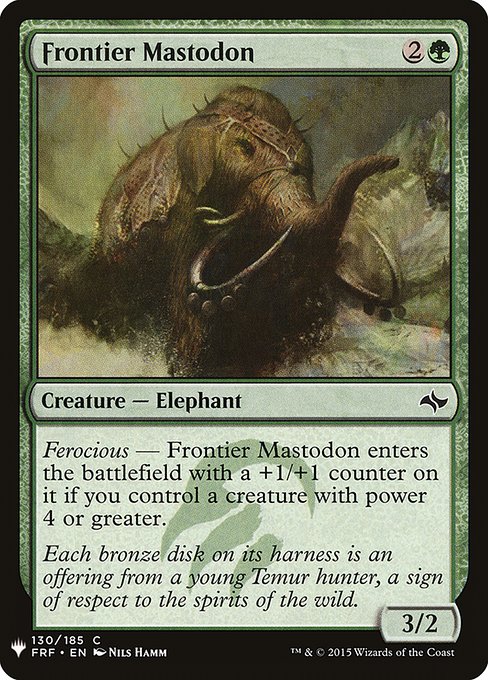 Frontier Mastodon 2
Creature — Elephant
Ferocious — Frontier Mastodon enters
the battlefield with a +1/+1 counter on
it if you control a creature with power
4 or greater.
Each bronze disk on its harness is an
offering from a young Temur hunter, a sign
of respect to the spirits of the wild.
3/2
130/185 C
FRF • EN Nils Hamm
™ & © 2015 Wizards of the Coast